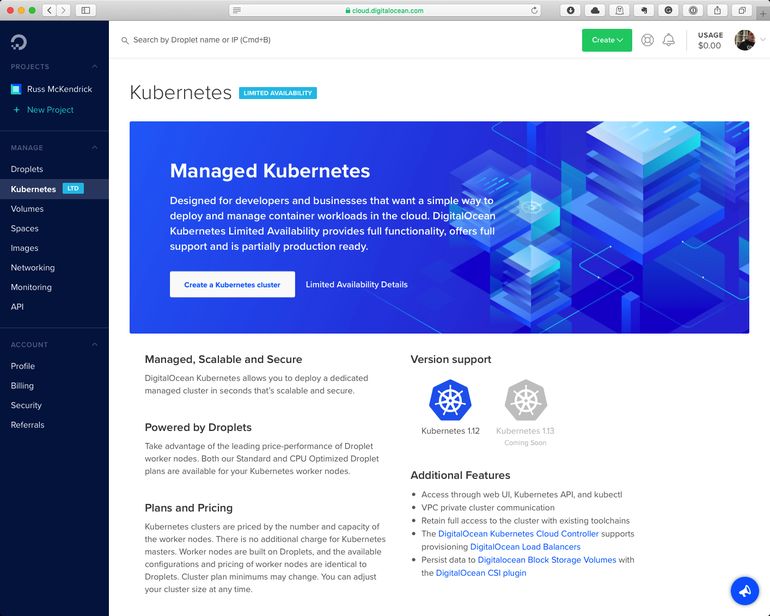 cloud.digitalocean.com
Search by Droplet name or IP (Cmd+B)
Create
USAGE
$0.00
PROJECTS
Russ McKendrick
+ New Project
MANAGE
Droplets
Kubernetes LTD
Volumes
Spaces
Images
Networking
Monitoring
API
ACCOUNT
Profile
Billing
Security
Referrals
Kubernetes LIMITED AVAILABILITY
Managed Kubernetes
Designed for developers and businesses that want a simple way to
deploy and manage container workloads in the cloud. DigitalOcean
Kubernetes Limited Availability provides full functionality, offers full
support and is partially production ready.
Create a Kubernetes cluster
Limited Availability Details
Managed, Scalable and Secure
DigitalOcean Kubernetes allows you to deploy a dedicated
managed cluster in seconds that's scalable and secure.
Powered by Droplets
Take advantage of the leading price-performance of Droplet
worker nodes. Both our Standard and CPU Optimized Droplet
plans are available for your Kubernetes worker nodes.
Plans and Pricing
Kubernetes clusters are priced by the number and capacity of
the worker nodes. There is no additional charge for Kubernetes
masters. Worker nodes are built on Droplets, and the available
configurations and pricing of worker nodes are identical to
Droplets. Cluster plan minimums may change. You can adjust
your cluster size at any time.
Version support
Kubernetes 1.12
Kubernetes 1.13
Coming Soon
Additional Features
• Access through web UI, Kubernetes API, and kubectl
• VPC private cluster communication
• Retain full access to the cluster with existing toolchains
• The DigitalOcean Kubernetes Cloud Controller supports
provisioning DigitalOcean Load Balancers
• Persist data to Digitalocean Block Storage Volumes with
the DigitalOcean CSI plugin